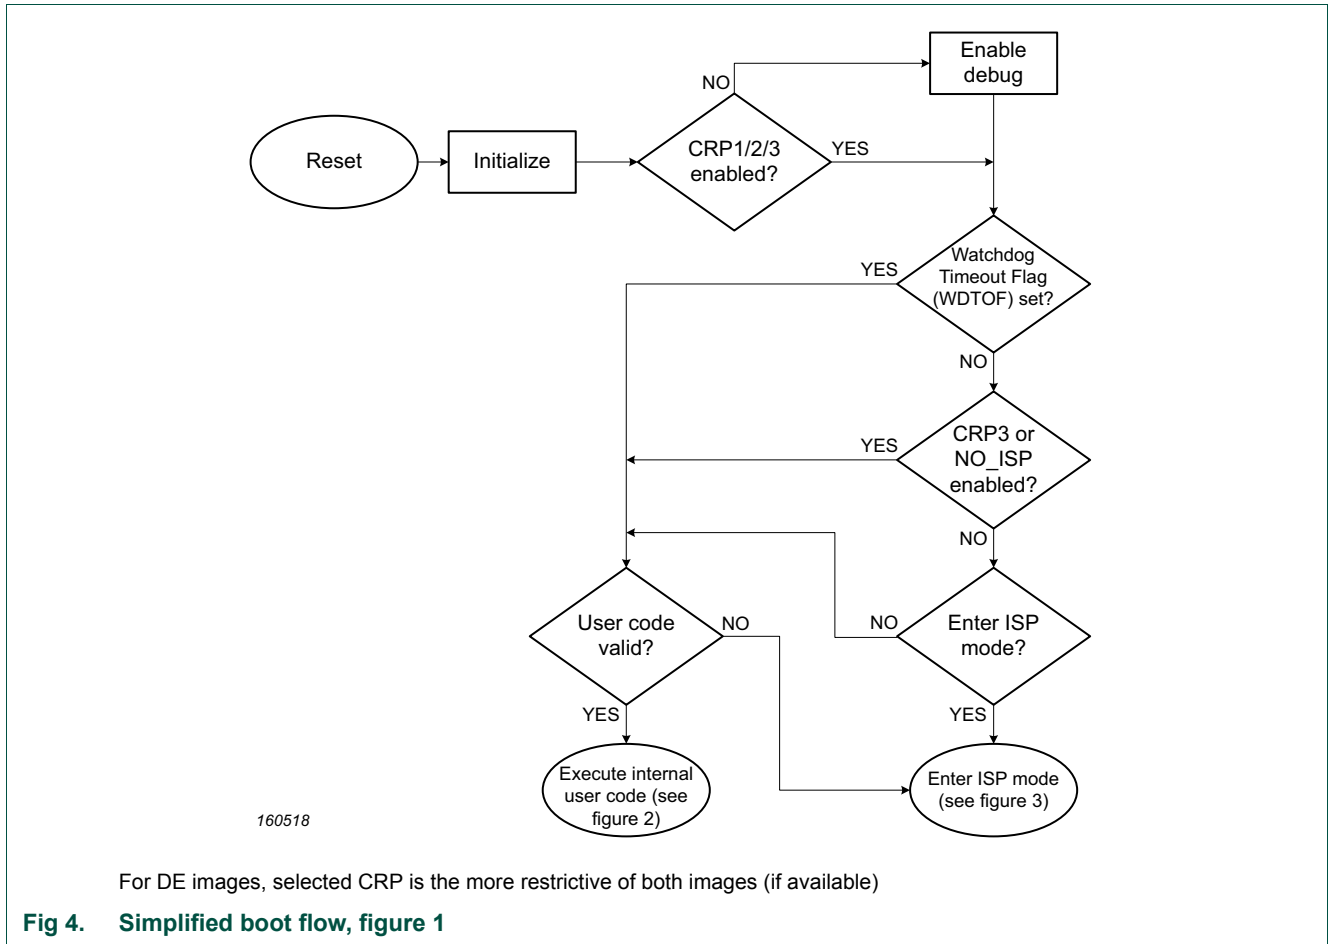 Enable
debug
NO
Reset
Initialize
CRP1/2/3
enabled?
YES
Watchdog
Timeout Flag
(WDTOF) set?
YES
NO
CRP3 or
NO_ISP
enabled?
YES
NO
User code
valid?
NO
NO
Enter ISP
mode?
YES
YES
Execute internal
user code (see
figure 2)
Enter ISP mode
(see figure 3)
160518
For DE images, selected CRP is the more restrictive of both images (if available)
Fig 4. Simplified boot flow, figure 1